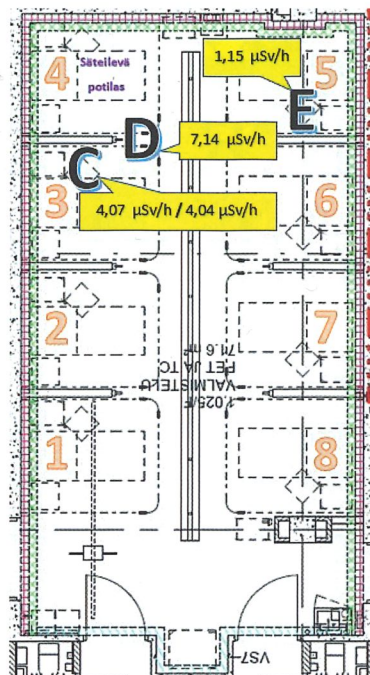 1,15 µSv/h
4
Säteilevä
potilas
5
E
D
7,14 µSv/h
C
3
6
4,07 µSv/h / 4,04 µSv/h
2
7
1.025/F
VALMISTELU
PET JA TC
71.6 m²
1
8
VS7